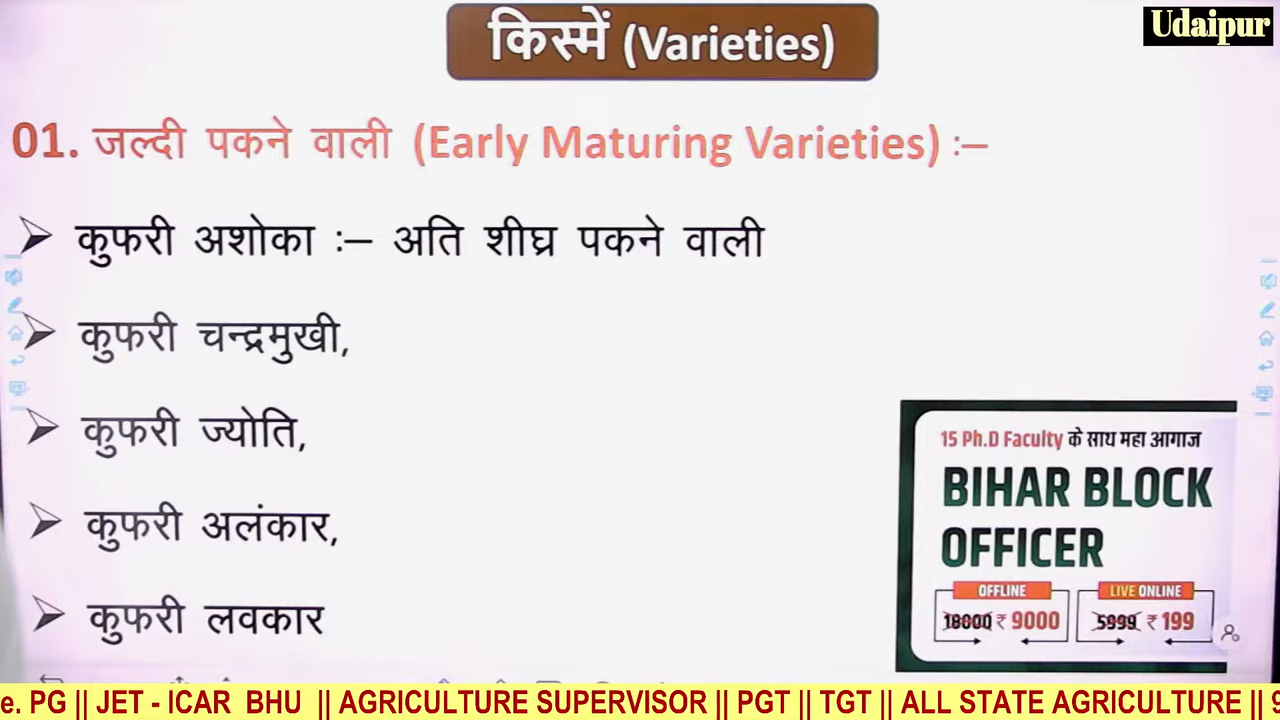 किस्में (Varieties)
Udaipur
01. जल्दी पकने वाली (Early Maturing Varieties) :–
➢ कुफरी अशोका :– अति शीघ्र पकने वाली
➢ कुफरी चन्द्रमुखी,
➢ कुफरी ज्योति,
➢ कुफरी अलंकार,
➢ कुफरी लवकार
15 Ph.D Faculty के साथ महा आगाज
BIHAR BLOCK
OFFICER
OFFLINE
18000 ₹ 9000
LIVE ONLINE
5999 ₹ 199
e. PG || JET - ICAR BHU || AGRICULTURE SUPERVISOR || PGT || TGT || ALL STATE AGRICULTURE ||